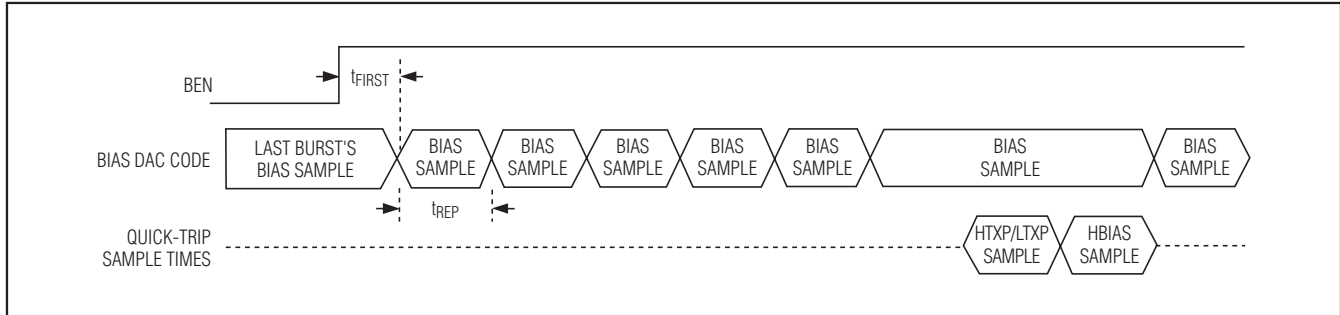 BEN
tFIRST
BIAS DAC CODE
LAST BURST'S
BIAS SAMPLE
BIAS
SAMPLE
BIAS
SAMPLE
BIAS
SAMPLE
BIAS
SAMPLE
BIAS
SAMPLE
BIAS
SAMPLE
BIAS
SAMPLE
tREP
QUICK-TRIP
SAMPLE TIMES
HTXP/LTXP
SAMPLE
HBIAS
SAMPLE